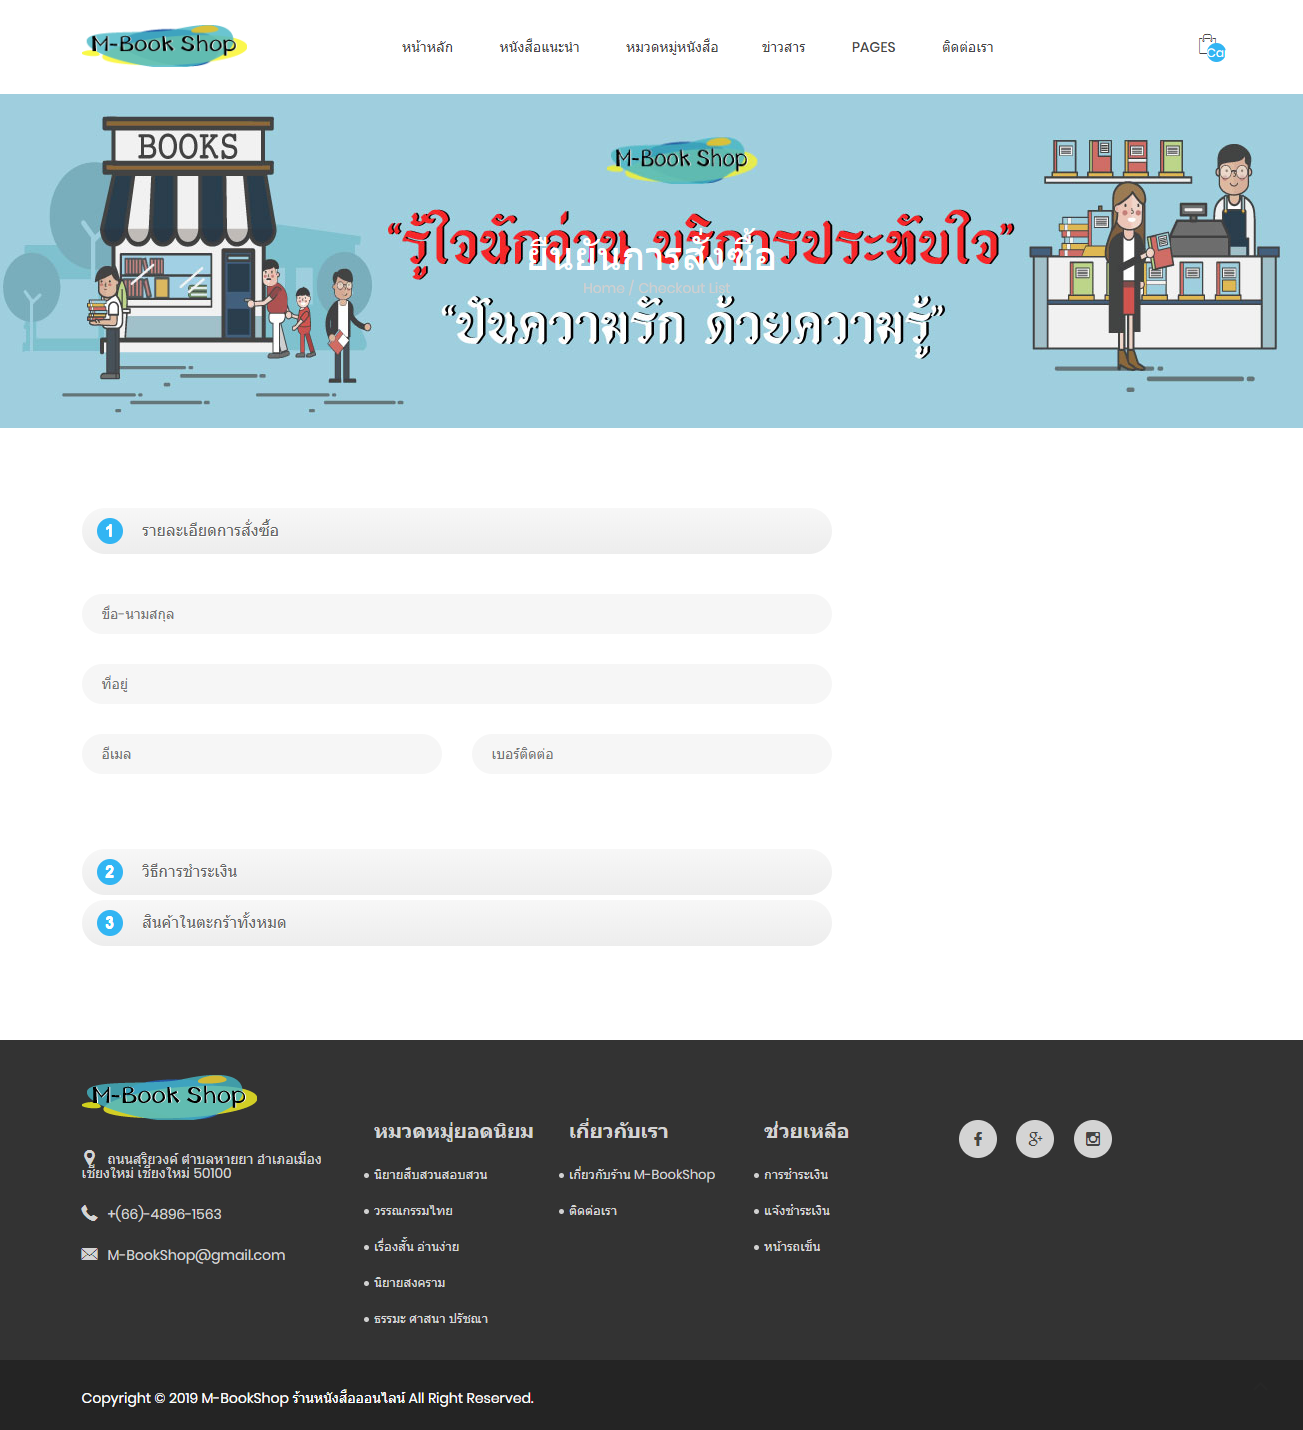 M-Book Shop
หน้าหลัก
หนังสือแนะนำ
หมวดหมู่หนังสือ
ข่าวสาร
PAGES
ติดต่อเรา
BOOKS
M-Book Shop
“รู้ใจนักอ่าน บริการประทับใจ”
ยืนยันการสั่งซื้อ
Home / Checkout List
“ปันความรัก ด้วยความรู้”
1 รายละเอียดการสั่งซื้อ
ชื่อ-นามสกุล
ที่อยู่
อีเมล
เบอร์ติดต่อ
2 วิธีการชำระเงิน
3 สินค้าในตะกร้าทั้งหมด
M-Book Shop
ถนนสุริยวงค์ ตำบลหายยา อำเภอเมือง
เชียงใหม่ เชียงใหม่ 50100
+(66)-4896-1563
M-BookShop@gmail.com
หมวดหมู่ยอดนิยม
นิยายสืบสวนสอบสวน
วรรณกรรมไทย
เรื่องสั้น อ่านง่าย
นิยายสงคราม
ธรรมะ ศาสนา ปรัชณา
เกี่ยวกับเรา
เกี่ยวกับร้าน M-BookShop
ติดต่อเรา
ช่วยเหลือ
การชำระเงิน
แจ้งชำระเงิน
หน้ารถเข็น
Copyright © 2019 M-BookShop ร้านหนังสือออนไลน์ All Right Reserved.